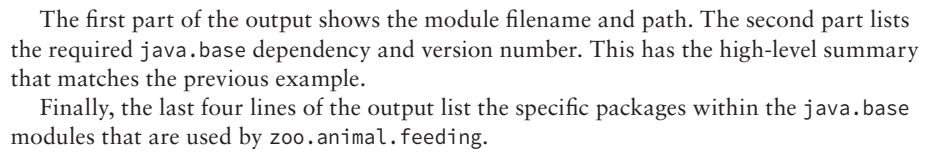 The first part of the output shows the module filename and path. The second part lists
the required java.base dependency and version number. This has the high-level summary
that matches the previous example.
Finally, the last four lines of the output list the specific packages within the java.base
modules that are used by zoo.animal.feeding.